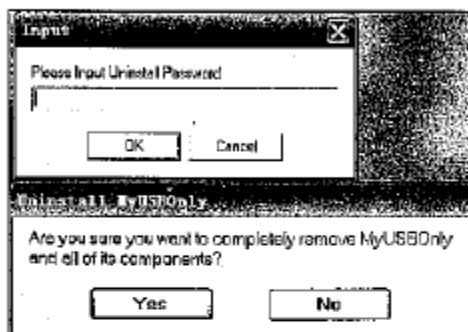 Input
Please Input Uninstall Password
OK Cancel
Uninstall MyUSBOnly
Are you sure you want to completely remove MyUSBOnly
and all of its components?
Yes No